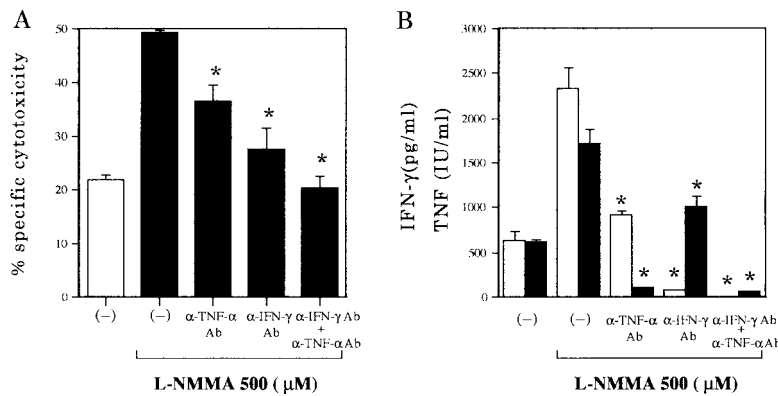 A
% specific cytotoxicity
50
40
30
20
10
0
*
*
*
(−)
(−)
α-TNF-α
Ab
α-IFN-γ
Ab
α-IFN-γ Ab
+
α-TNF-α Ab
L-NMMA 500 ( μM)
B
IFN-γ(pg/ml)
TNF (IU/ml)
3000
2500
2000
1500
1000
500
0
*
*
*
*
*
*
(−)
(−)
α-TNF-α
Ab
α-IFN-γ
Ab
α-IFN-γ Ab
+
α-TNF-α Ab
L-NMMA 500 ( μM)